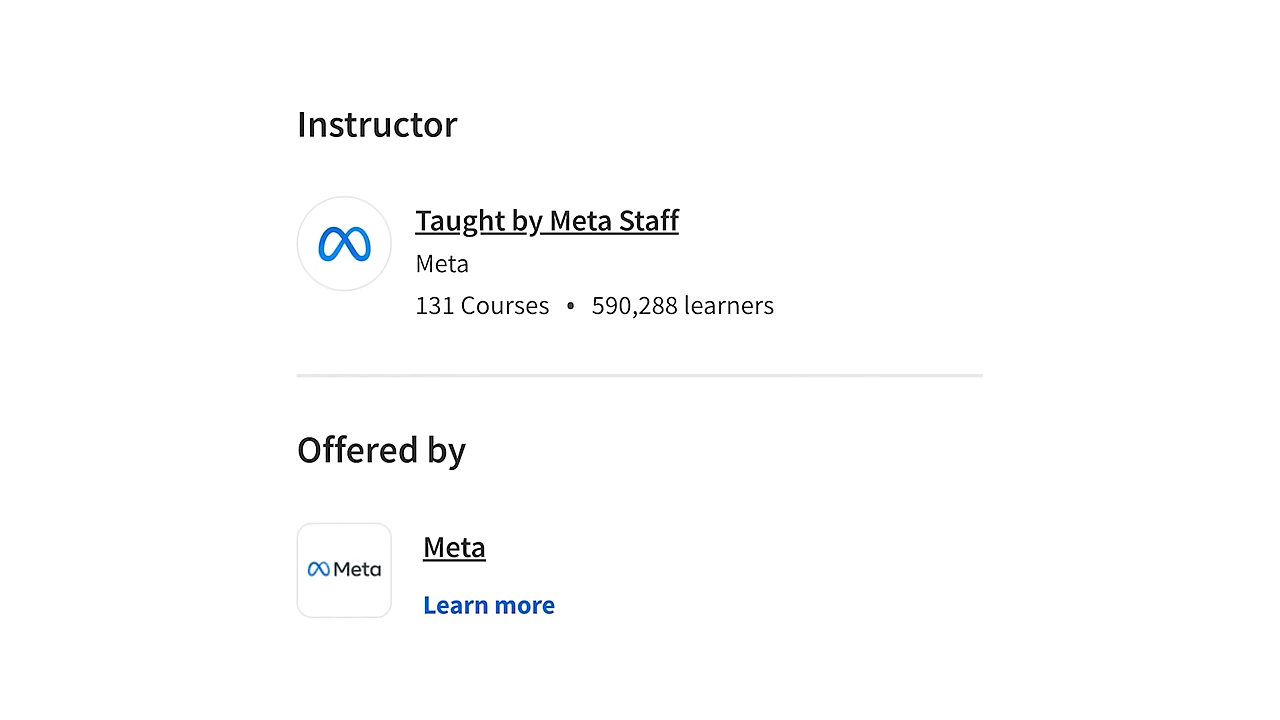 Instructor
Taught by Meta Staff
Meta
131 Courses • 590,288 learners
Offered by
Meta
Meta
Learn more